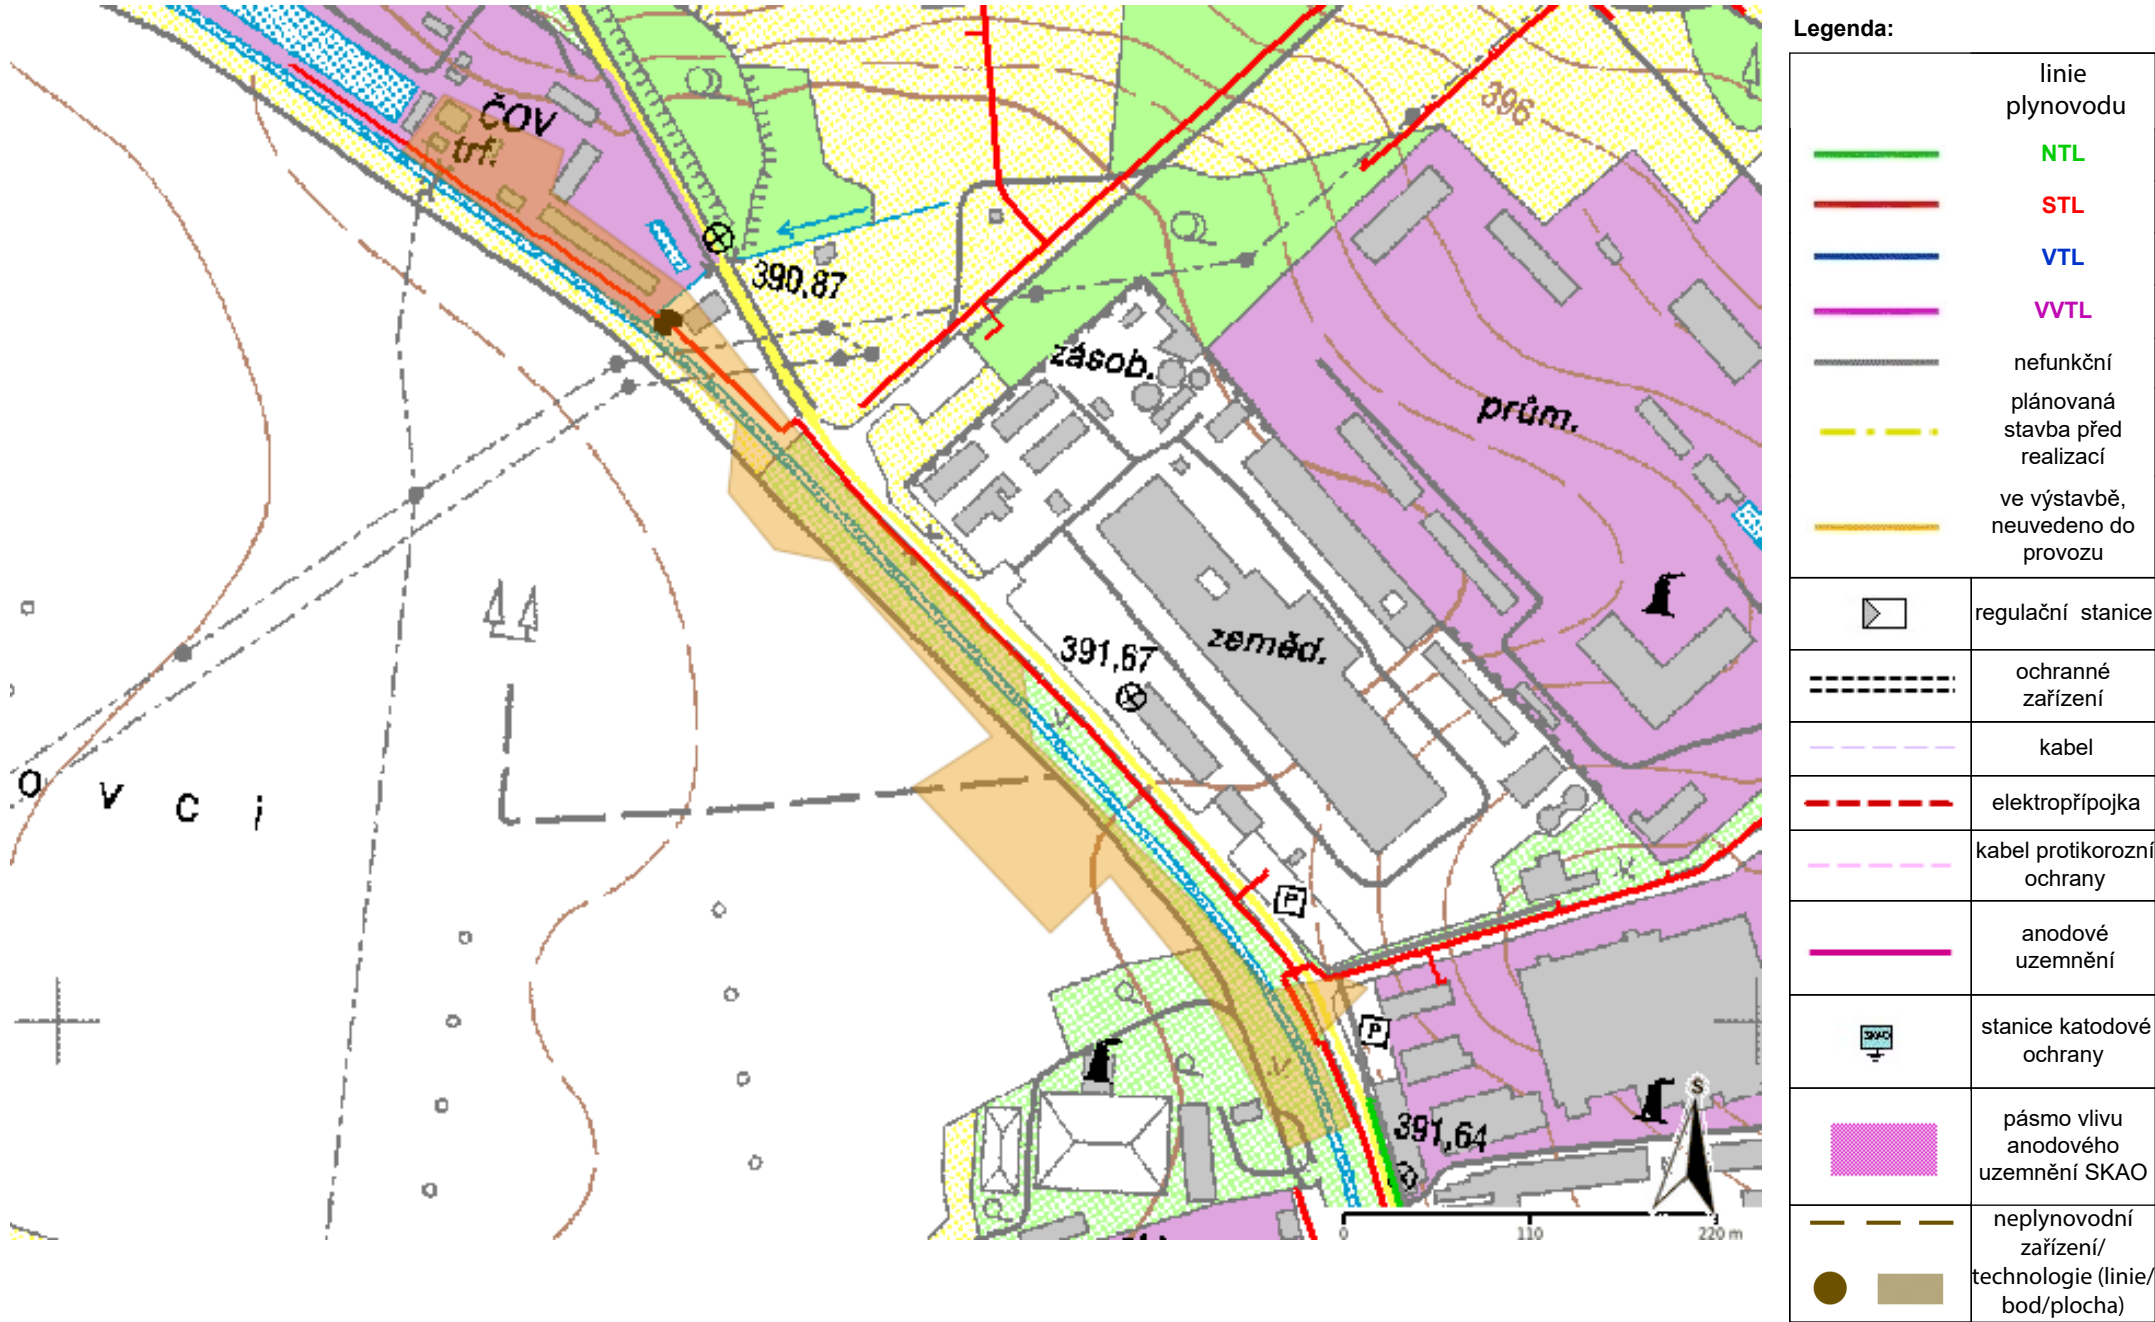 ČOV
trf.
390,87
396
zásob.
prům.
zeměd.
391,67
o v c i
P
P
391,64
S
0 110 220 m
Legenda:
linie
plynovodu
NTL
STL
VTL
VVTL
nefunkční
plánovaná
stavba před
realizací
ve výstavbě,
neuvedeno do
provozu
regulační stanice
ochranné
zařízení
kabel
elektropřípojka
kabel protikorozní
ochrany
anodové
uzemnění
SKAO
stanice katodové
ochrany
pásmo vlivu
anodového
uzemnění SKAO
neplynovodní
zařízení/
technologie (linie/
bod/plocha)